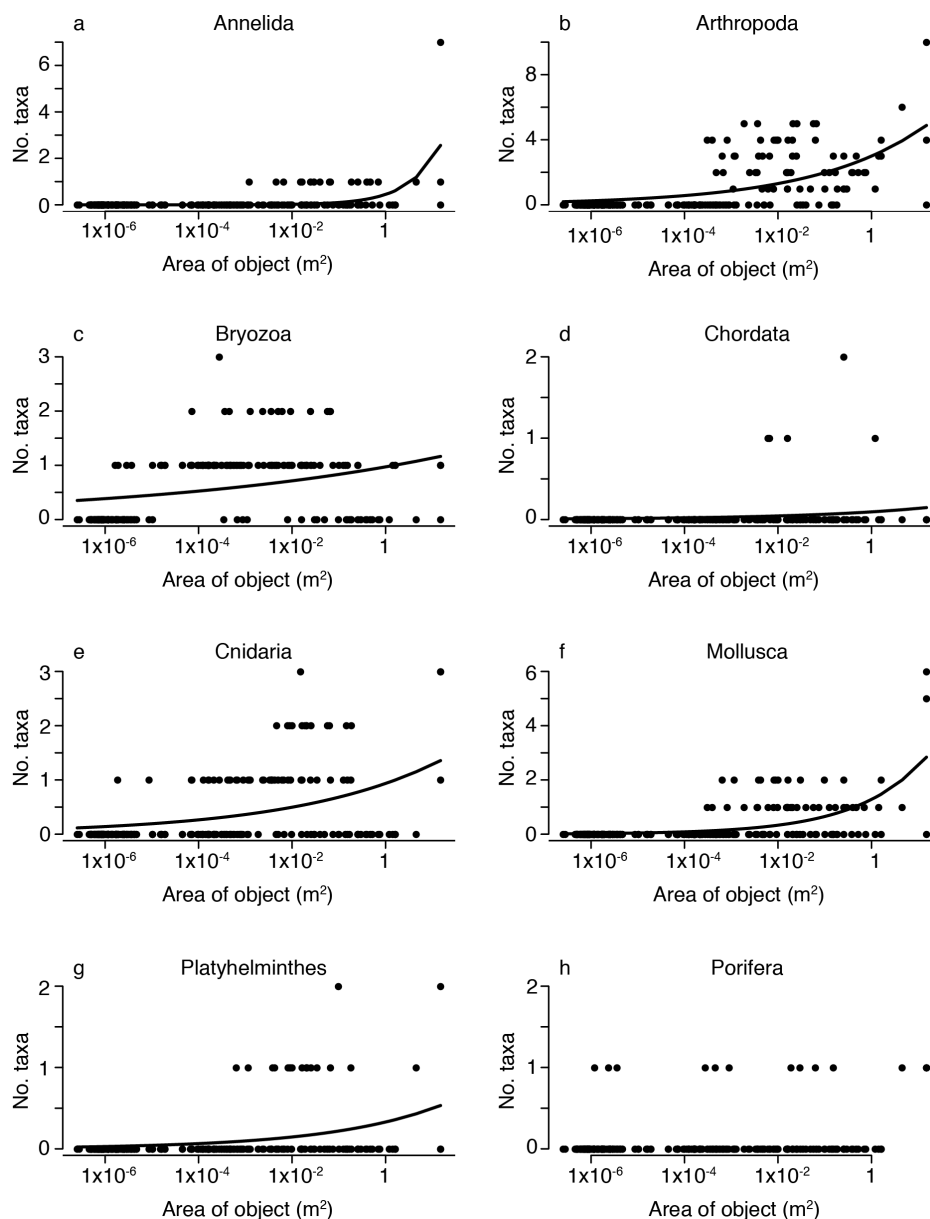 a Annelida
No. taxa
6
4
2
0
1x10⁻⁶ 1x10⁻⁴ 1x10⁻² 1
Area of object (m²)
b Arthropoda
No. taxa
8
4
0
1x10⁻⁶ 1x10⁻⁴ 1x10⁻² 1
Area of object (m²)
c Bryozoa
No. taxa
3
2
1
0
1x10⁻⁶ 1x10⁻⁴ 1x10⁻² 1
Area of object (m²)
d Chordata
No. taxa
2
1
0
1x10⁻⁶ 1x10⁻⁴ 1x10⁻² 1
Area of object (m²)
e Cnidaria
No. taxa
3
2
1
0
1x10⁻⁶ 1x10⁻⁴ 1x10⁻² 1
Area of object (m²)
f Mollusca
No. taxa
6
4
2
0
1x10⁻⁶ 1x10⁻⁴ 1x10⁻² 1
Area of object (m²)
g Platyhelminthes
No. taxa
2
1
0
1x10⁻⁶ 1x10⁻⁴ 1x10⁻² 1
Area of object (m²)
h Porifera
No. taxa
2
1
0
1x10⁻⁶ 1x10⁻⁴ 1x10⁻² 1
Area of object (m²)